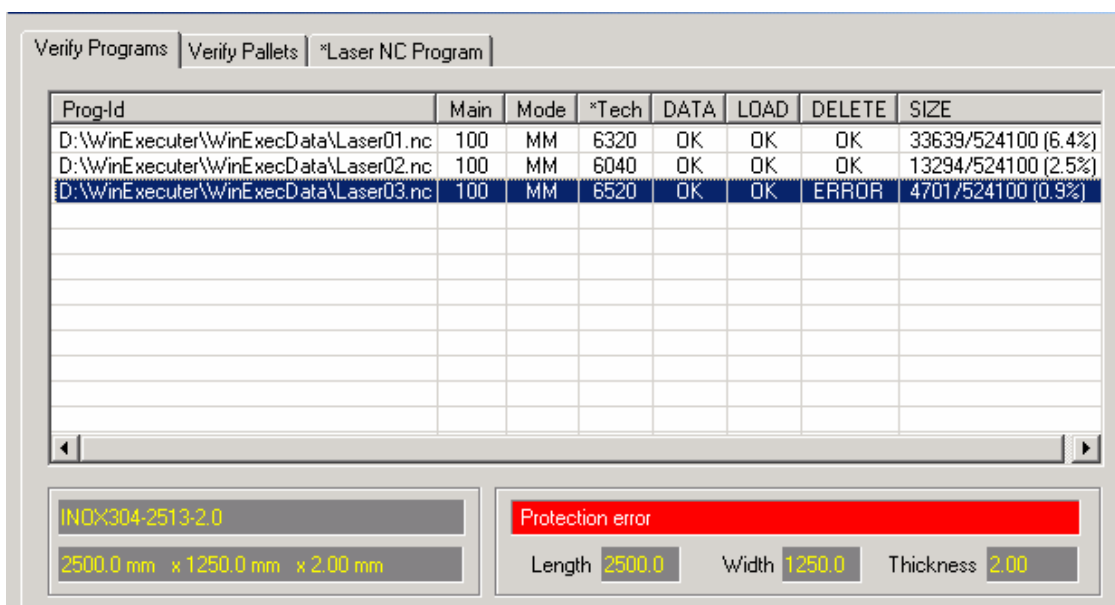 Verify Programs Verify Pallets *Laser NC Program
Prog-Id Main Mode *Tech DATA LOAD DELETE SIZE
D:\WinExecuter\WinExecData\Laser01.nc 100 MM 6320 OK OK OK 33639/524100 (6.4%)
D:\WinExecuter\WinExecData\Laser02.nc 100 MM 6040 OK OK OK 13294/524100 (2.5%)
D:\WinExecuter\WinExecData\Laser03.nc 100 MM 6520 OK OK ERROR 4701/524100 (0.9%)
INOX304-2513-2.0 Protection error
2500.0 mm x 1250.0 mm x 2.00 mm Length 2500.0 Width 1250.0 Thickness 2.00